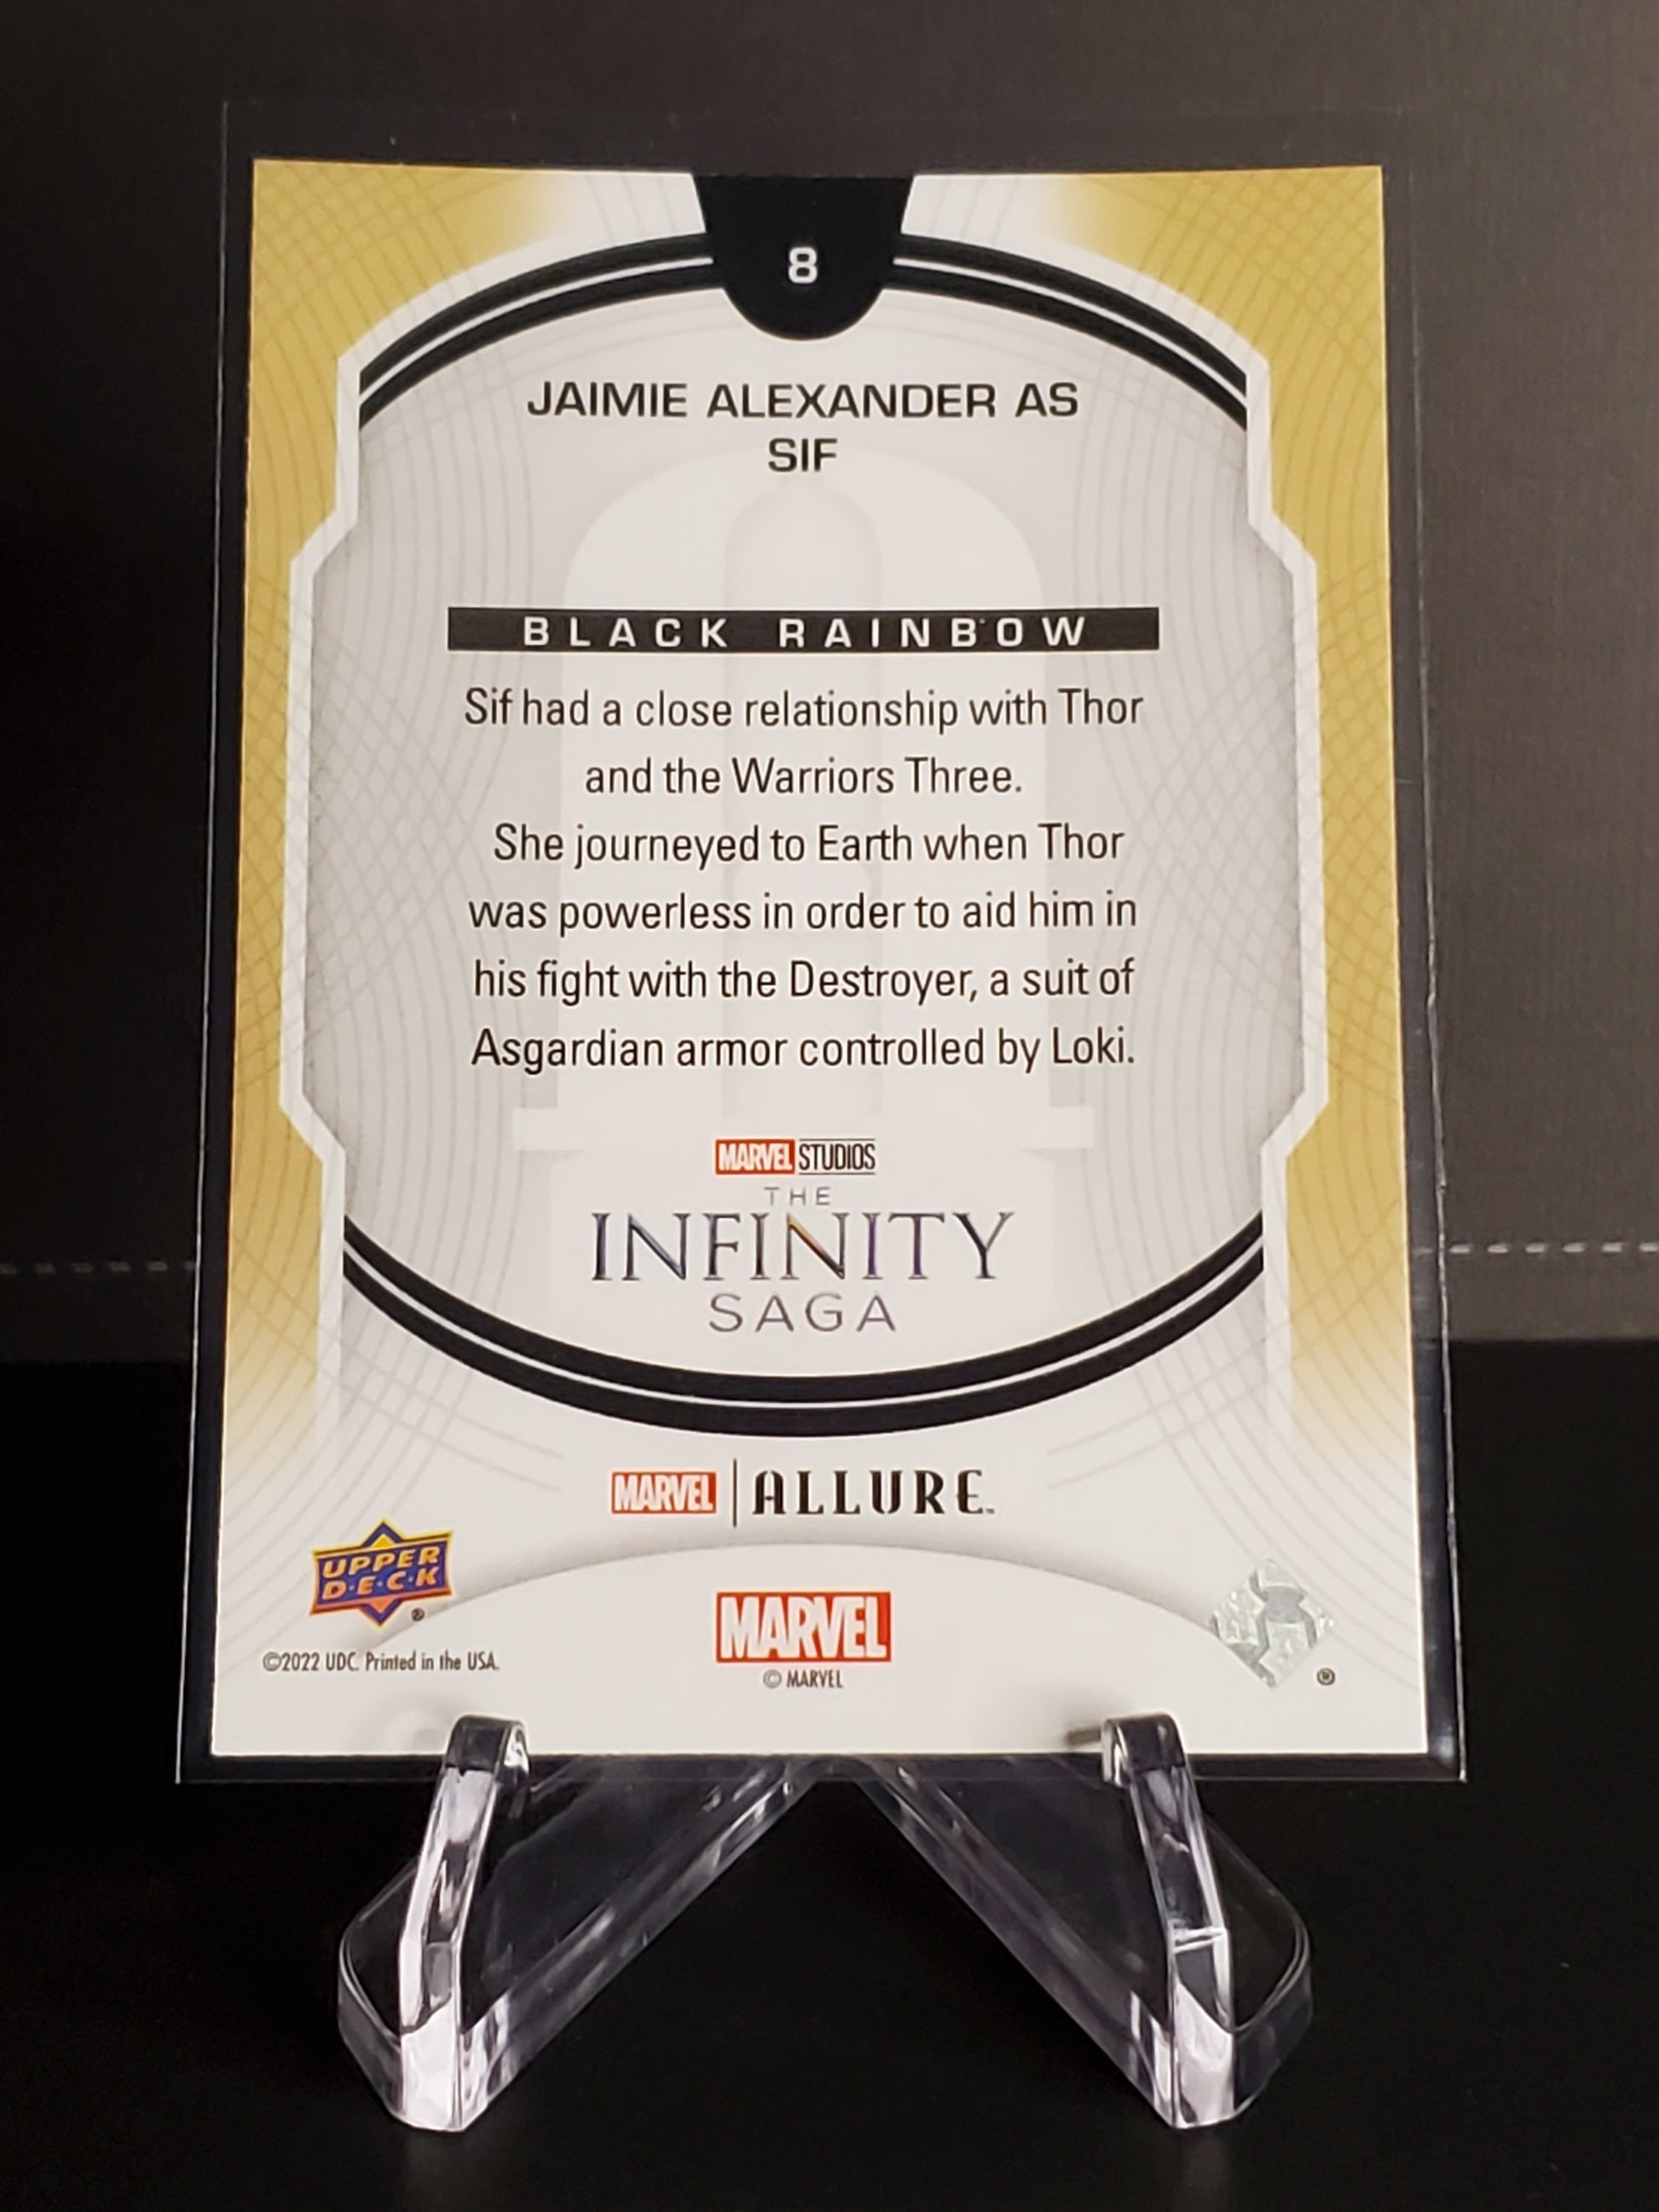 8
JAIMIE ALEXANDER AS
SIF
BLACK RAINBOW
Sif had a close relationship with Thor
and the Warriors Three.
She journeyed to Earth when Thor
was powerless in order to aid him in
his fight with the Destroyer, a suit of
Asgardian armor controlled by Loki.
MARVEL STUDIOS
THE
INFINITY
SAGA
MARVEL | ALLURE™
UPPER
D·E·C·K
®
©2022 UDC. Printed in the USA.
MARVEL
© MARVEL
®